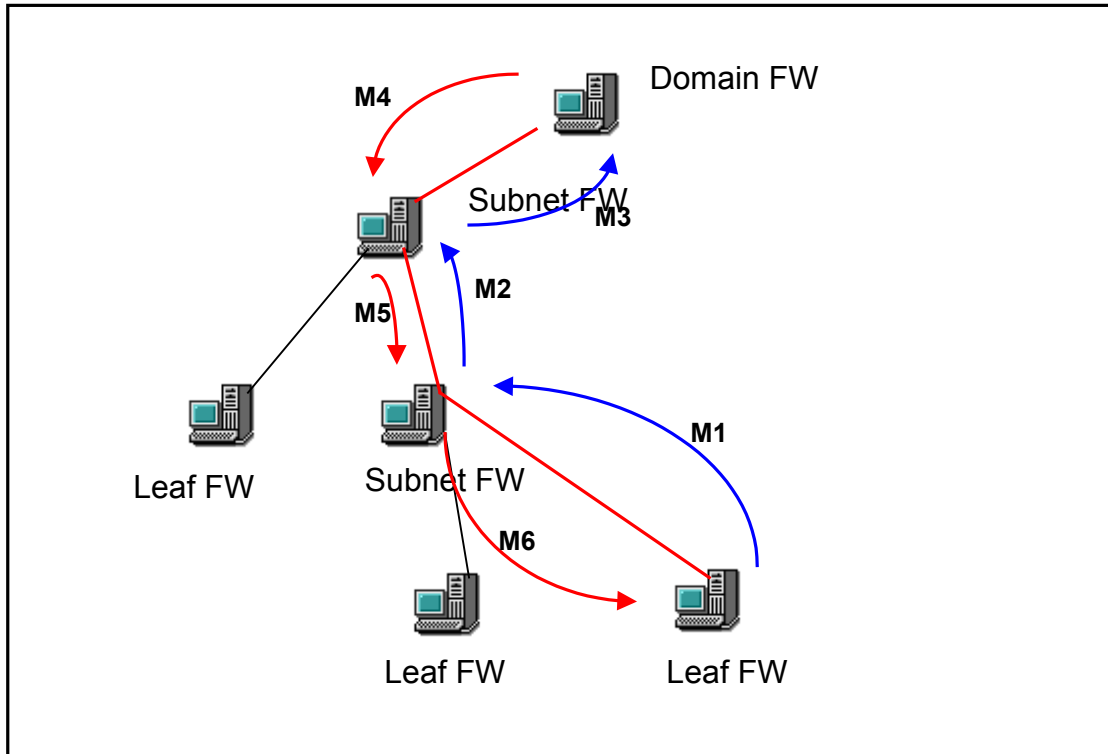 Domain FW
M4
Subnet FW
M3
M2
M5
M1
Leaf FW
Subnet FW
M6
Leaf FW
Leaf FW